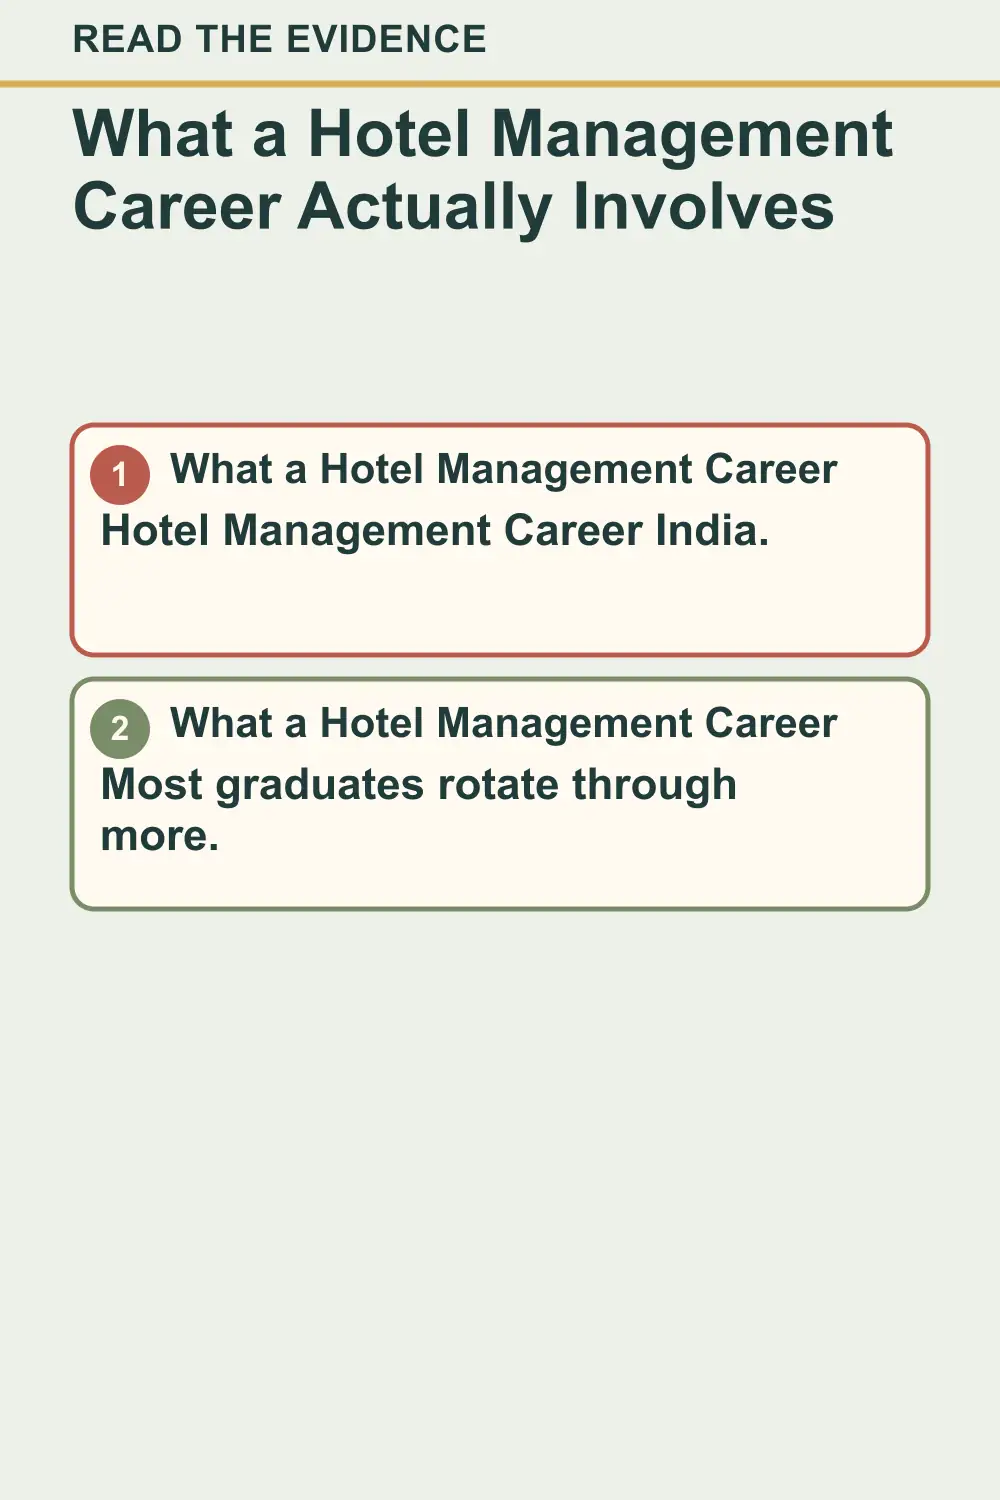 READ THE EVIDENCE
What a Hotel Management
Career Actually Involves
1 What a Hotel Management Career
Hotel Management Career India.
2 What a Hotel Management Career
Most graduates rotate through
more.